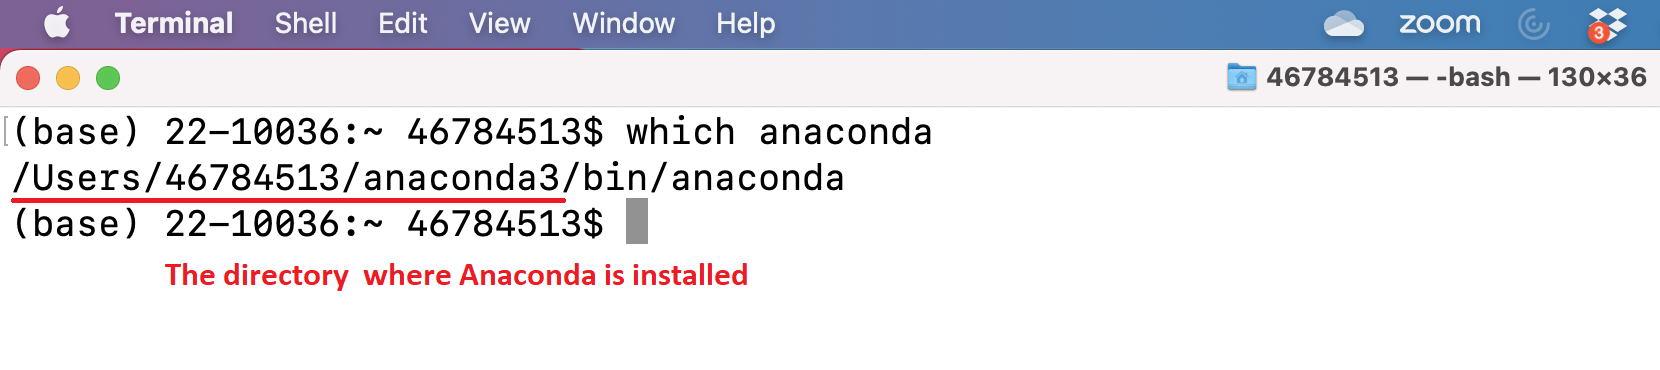 Terminal Shell Edit View Window Help zoom 3
46784513 — -bash — 130×36
(base) 22-10036:~ 46784513$ which anaconda
/Users/46784513/anaconda3/bin/anaconda
(base) 22-10036:~ 46784513$
The directory  where Anaconda is installed